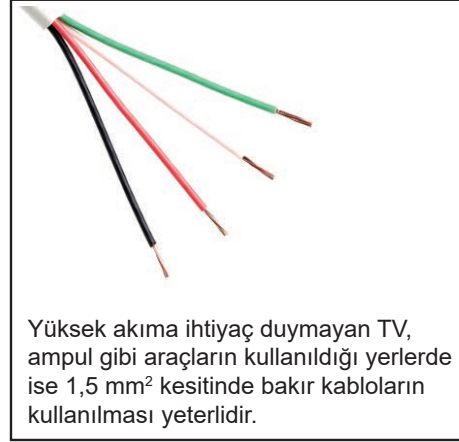 Yüksek akıma ihtiyaç duymayan TV,
ampul gibi araçların kullanıldığı yerlerde
ise 1,5 mm² kesitinde bakır kabloların
kullanılması yeterlidir.